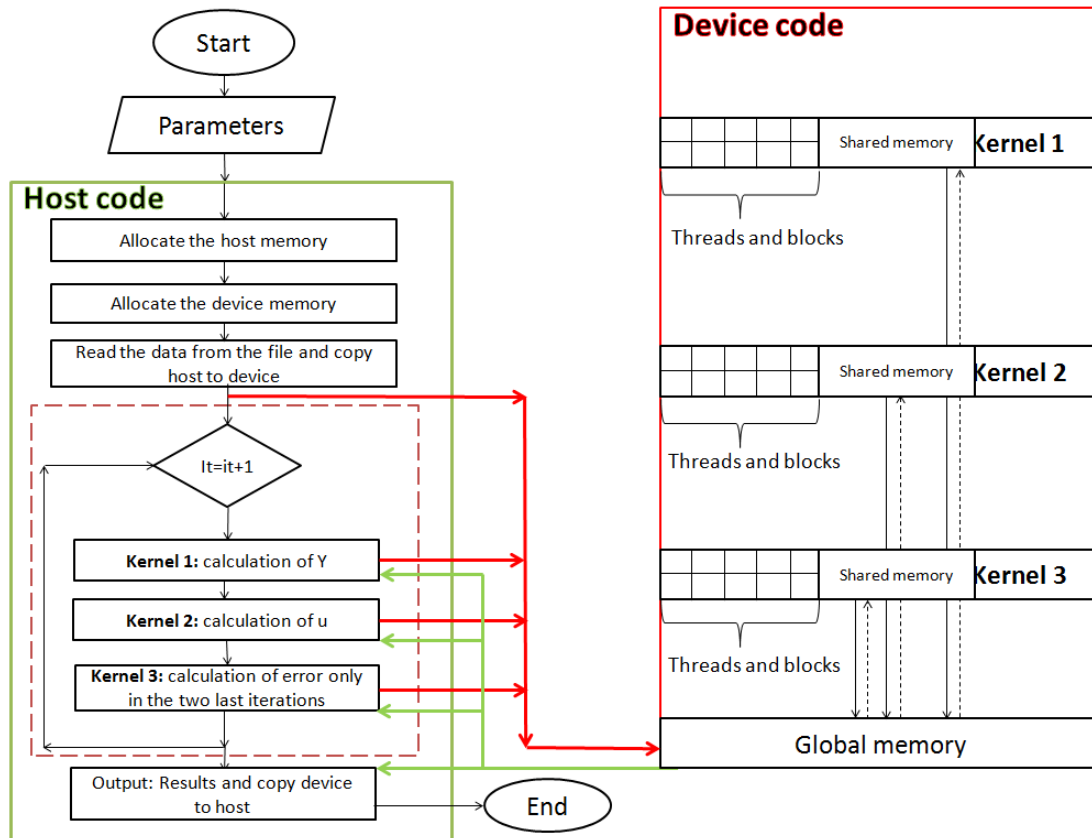 Start
Parameters
Host code
Allocate the host memory
Allocate the device memory
Read the data from the file and copy
host to device
It=it+1
Kernel 1: calculation of Y
Kernel 2: calculation of u
Kernel 3: calculation of error only
in the two last iterations
Output: Results and copy device
to host
End
Device code
Shared memory
Kernel 1
Threads and blocks
Shared memory
Kernel 2
Threads and blocks
Shared memory
Kernel 3
Threads and blocks
Global memory